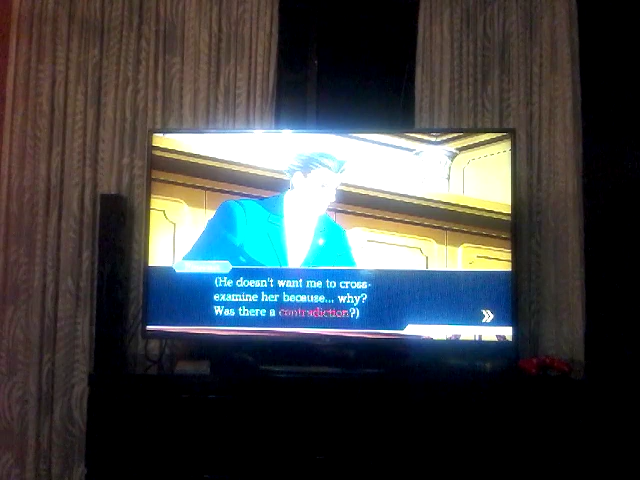 (He doesn't want me to cross-
examine her because... why?
Was there a contradiction?)